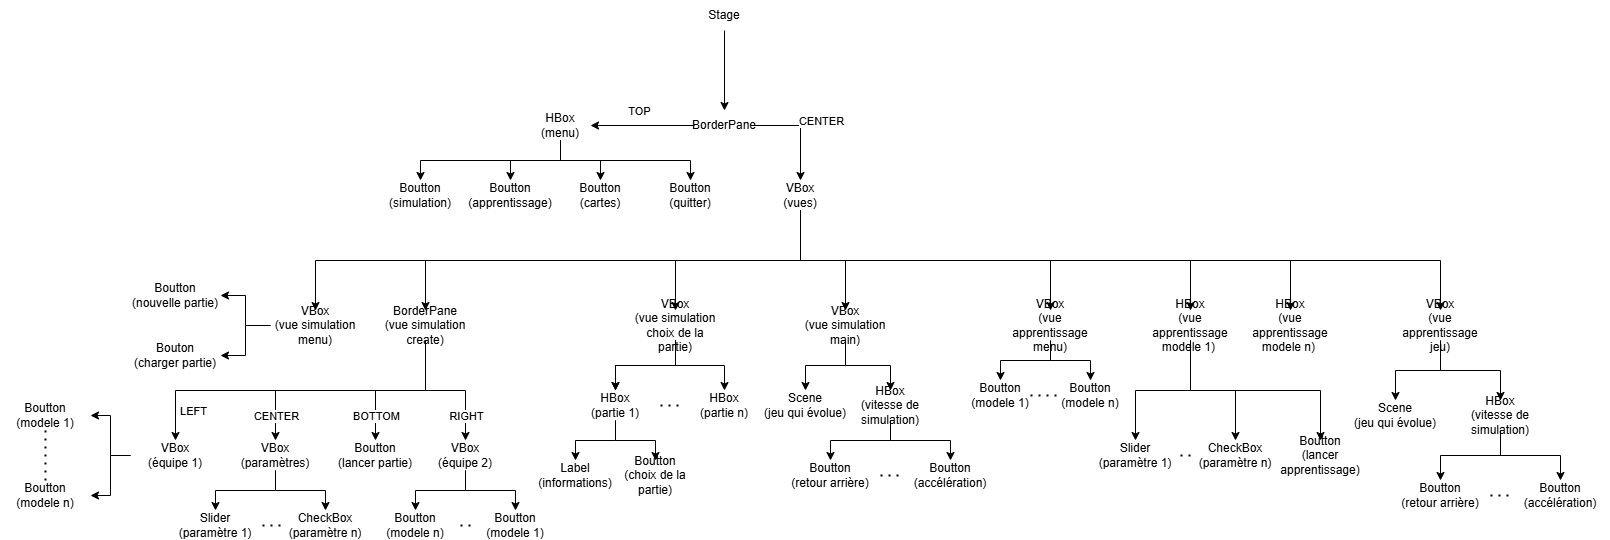 Stage
TOP
HBox
(menu)
BorderPane
CENTER
Boutton
(simulation)
Boutton
(apprentissage)
Boutton
(cartes)
Boutton
(quitter)
VBox
(vues)
Boutton
(nouvelle partie)
Bouton
(charger partie)
VBox
(vue simulation
menu)
BorderPane
(vue simulation
create)
VBox
(vue simulation
choix de la
partie)
VBox
(vue simulation
main)
VBox
(vue
apprentissage
menu)
HBox
(vue
apprentissage
modele 1)
HBox
(vue
apprentissage
modele n)
VBox
(vue
apprentissage
jeu)
Boutton
(modele 1)
Boutton
(modele n)
LEFT
CENTER
BOTTOM
RIGHT
VBox
(équipe 1)
VBox
(paramètres)
Boutton
(lancer partie)
VBox
(équipe 2)
Slider
(paramètre 1)
. . .
CheckBox
(paramètre n)
Boutton
(modele n)
. .
Boutton
(modele 1)
HBox
(partie 1)
. . .
HBox
(partie n)
Label
(informations)
Boutton
(choix de la
partie)
Scene
(jeu qui évolue)
HBox
(vitesse de
simulation)
Boutton
(retour arrière)
. . .
Boutton
(accélération)
Boutton
(modele 1)
. . . .
Boutton
(modele n)
Slider
(paramètre 1)
. .
CheckBox
(paramètre n)
Boutton
(lancer
apprentissage)
Scene
(jeu qui évolue)
HBox
(vitesse de
simulation)
Boutton
(retour arrière)
. . .
Boutton
(accélération)